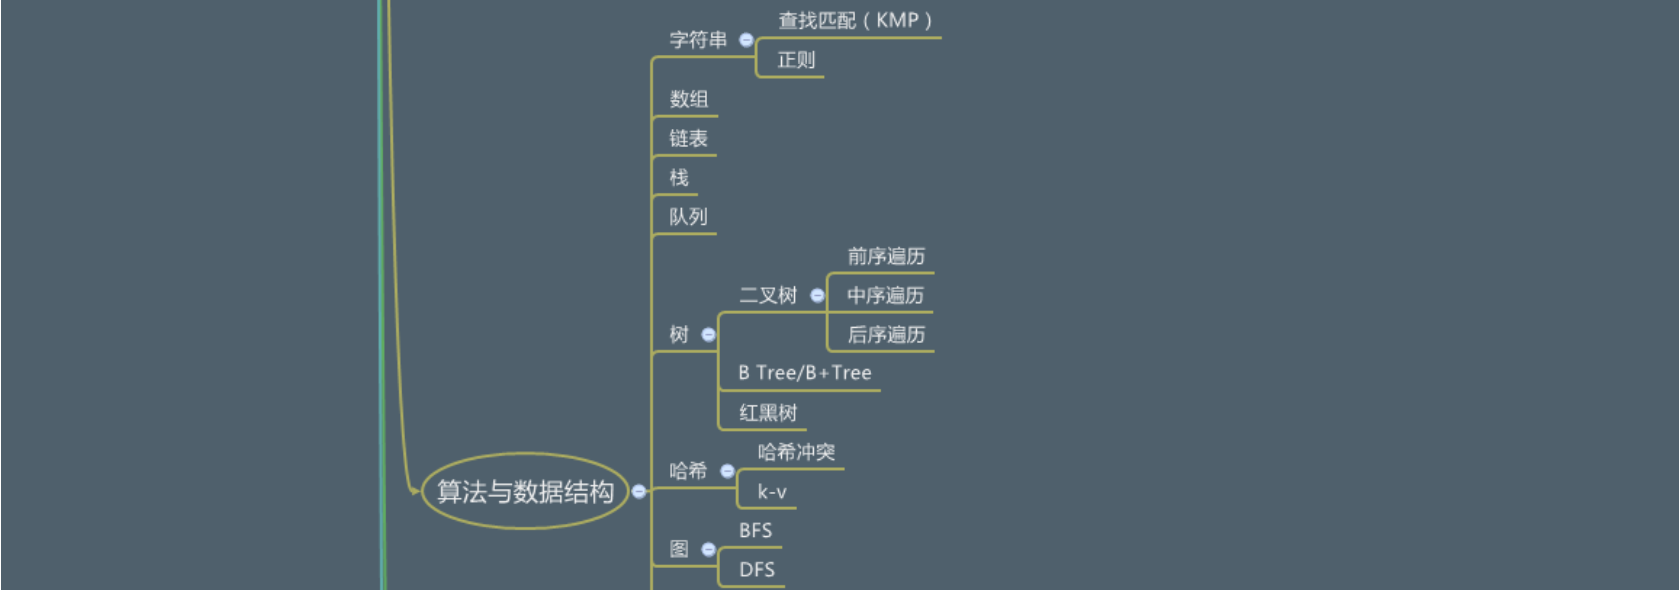 查找匹配（KMP）
字符串
正则
数组
链表
栈
队列
前序遍历
二叉树
中序遍历
树
后序遍历
B Tree/B+Tree
红黑树
哈希冲突
哈希
k-v
算法与数据结构
BFS
图
DFS